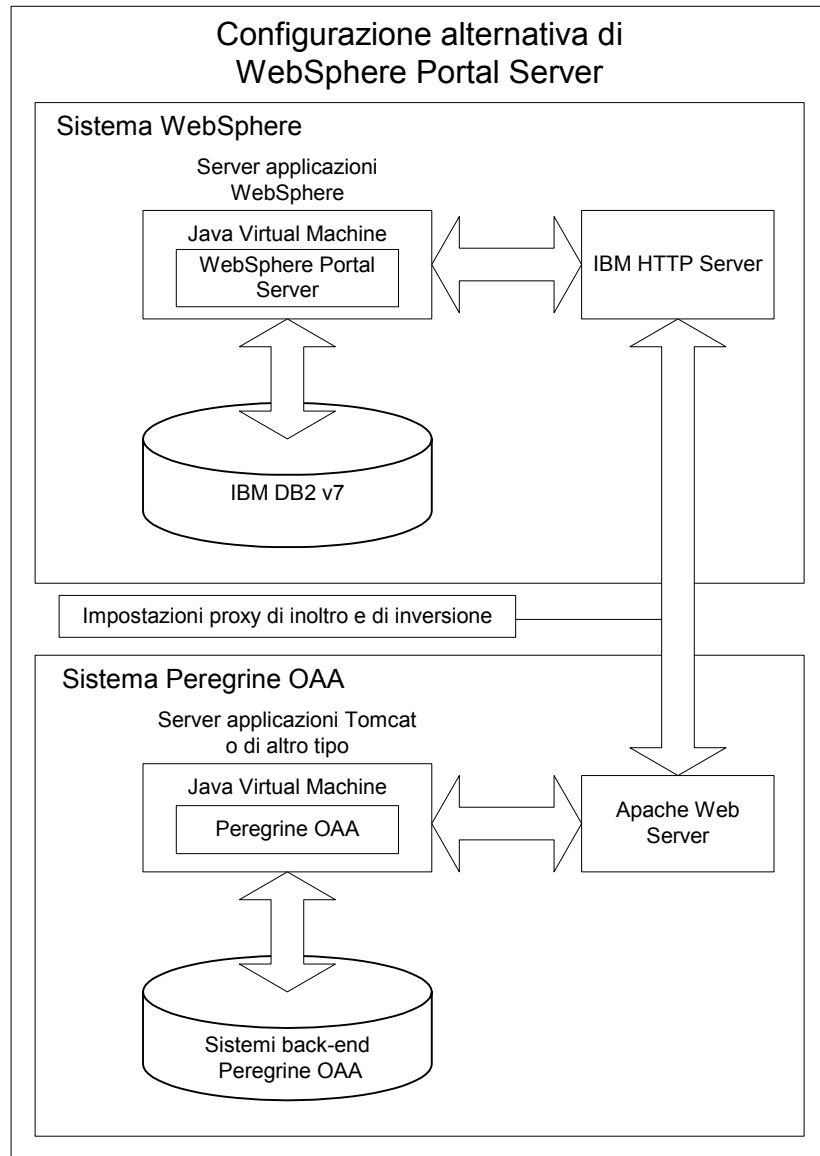 Configurazione alternativa di
WebSphere Portal Server
Sistema WebSphere
Server applicazioni
WebSphere
Java Virtual Machine
WebSphere Portal
Server
IBM HTTP Server
IBM DB2 v7
Impostazioni proxy di inoltro e di inversione
Sistema Peregrine OAA
Server applicazioni Tomcat
o di altro tipo
Java Virtual Machine
Peregrine OAA
Apache Web
Server
Sistemi back-end
Peregrine OAA